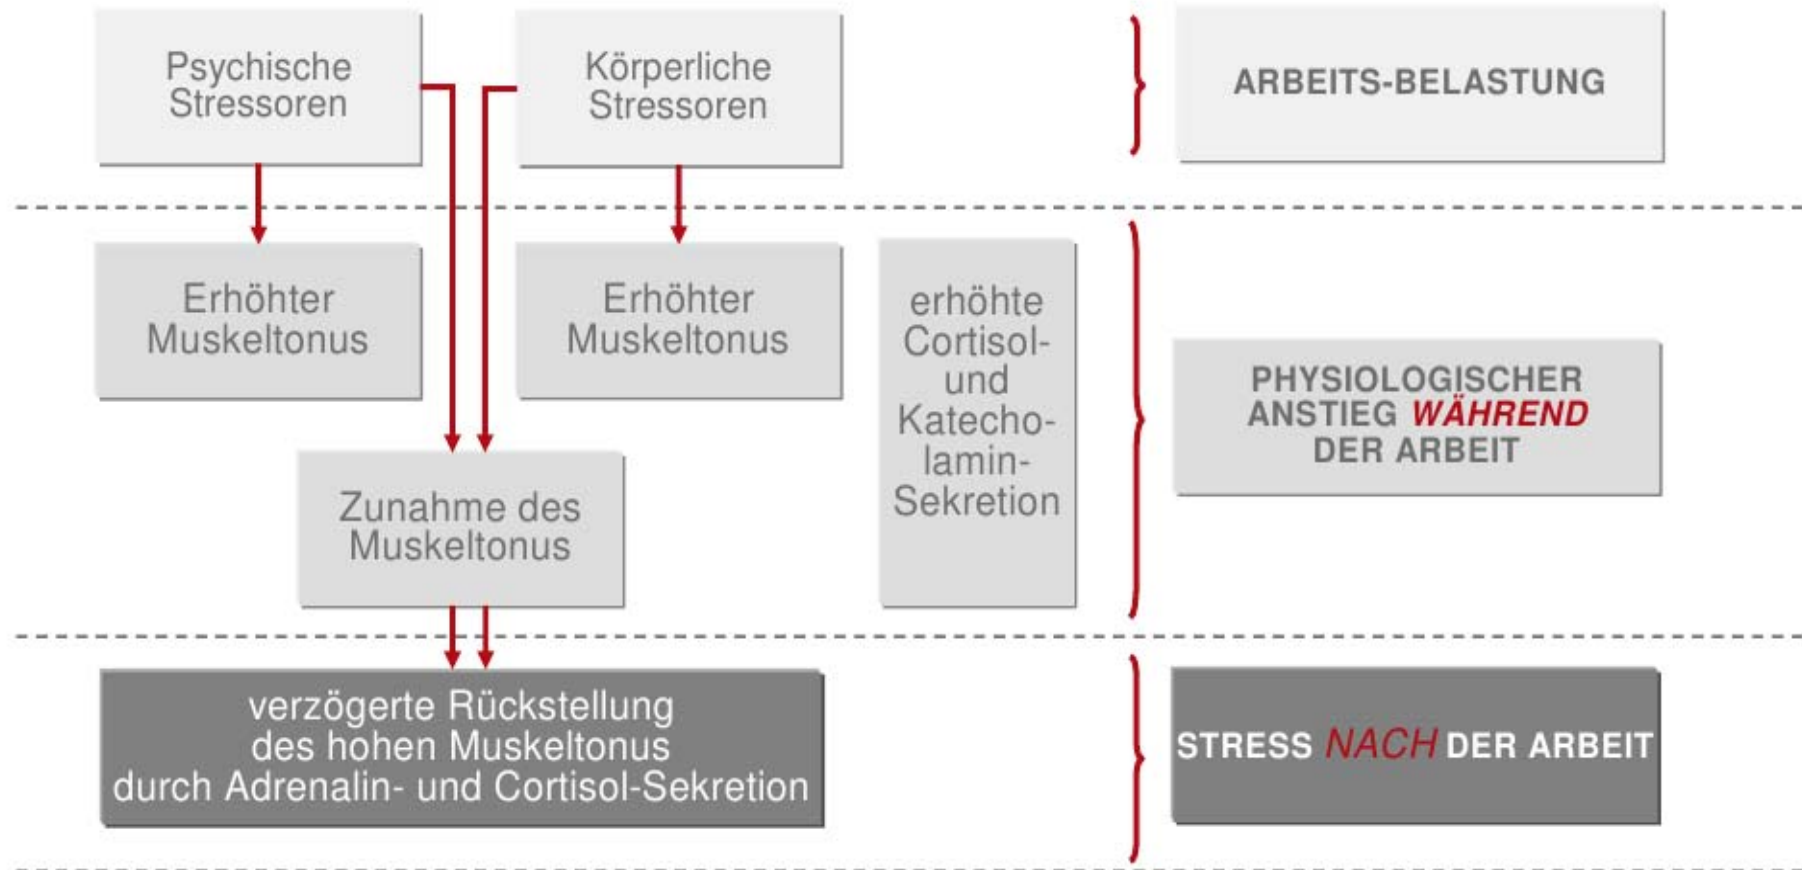 Psychische
Stressoren
Körperliche
Stressoren
ARBEITS-BELASTUNG
Erhöhter
Muskeltonus
Erhöhter
Muskeltonus
erhöhte
Cortisol-
und
Katecho-
lamin-
Sekretion
PHYSIOLOGISCHER
ANSTIEG WÄHREND
DER ARBEIT
Zunahme des
Muskeltonus
verzögerte Rückstellung
des hohen Muskeltonus
durch Adrenalin- und Cortisol-Sekretion
STRESS NACH DER ARBEIT